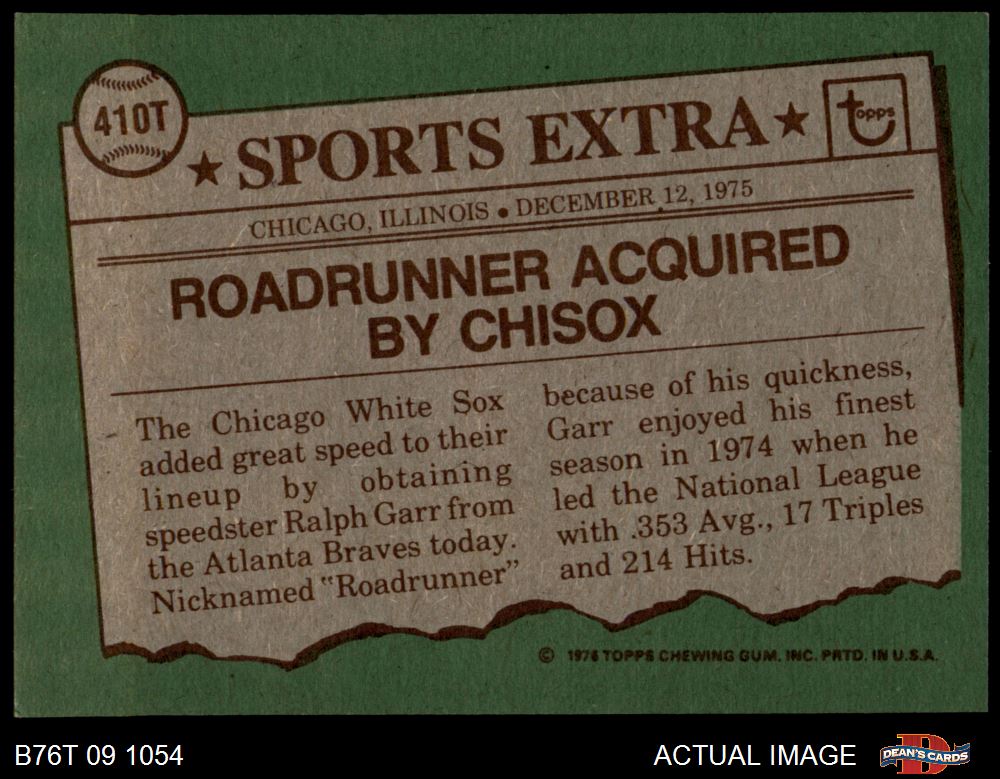 410T
★ SPORTS EXTRA ★
topps
CHICAGO, ILLINOIS • DECEMBER 12, 1975
ROADRUNNER ACQUIRED
BY CHISOX
The Chicago White Sox
added great speed to their
lineup by obtaining
speedster Ralph Garr from
the Atlanta Braves today.
Nicknamed "Roadrunner"
because of his quickness,
Garr enjoyed his finest
season in 1974 when he
led the National League
with .353 Avg., 17 Triples
and 214 Hits.
© 1976 TOPPS CHEWING GUM, INC. PRTD. IN U.S.A.
B76T 09 1054
ACTUAL IMAGE
DEAN'S CARDS